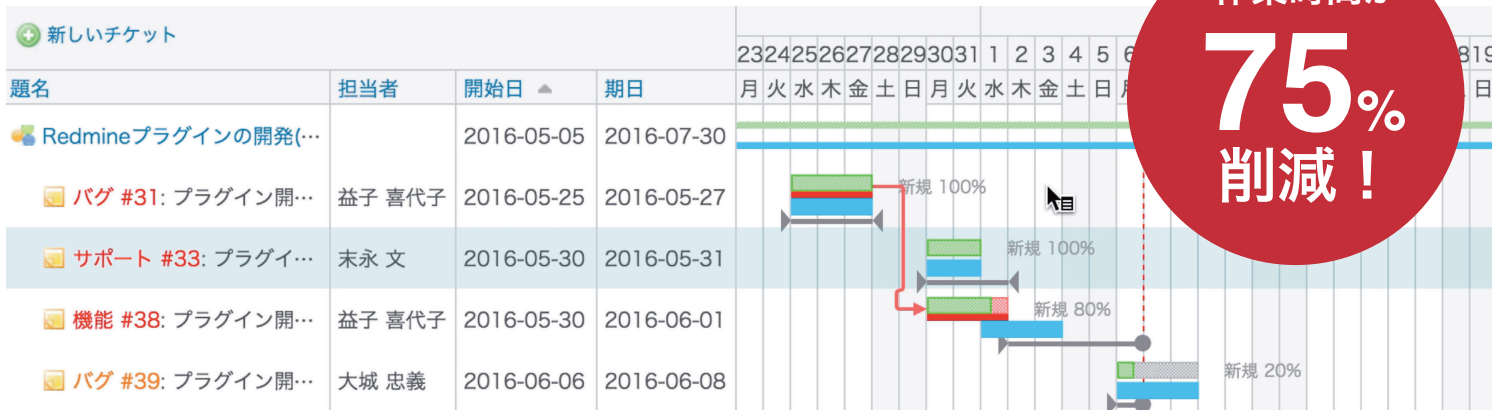 新しいチケット
23 24 25 26 27 28 29 30 31 1 2 3 4 5
題名 担当者 開始日 期日 月 火 水 木 金 土 日 月 火 水 木 金 土 日 日
Redmineプラグインの開発(… 2016-05-05 2016-07-30
バグ #31: プラグイン開… 益子 喜代子 2016-05-25 2016-05-27 新規 100%
サポート #33: プラグイ… 末永 文 2016-05-30 2016-05-31 新規 100%
機能 #38: プラグイン開… 益子 喜代子 2016-05-30 2016-06-01 新規 80%
バグ #39: プラグイン開… 大城 忠義 2016-06-06 2016-06-08 新規 20%
75%
削減！